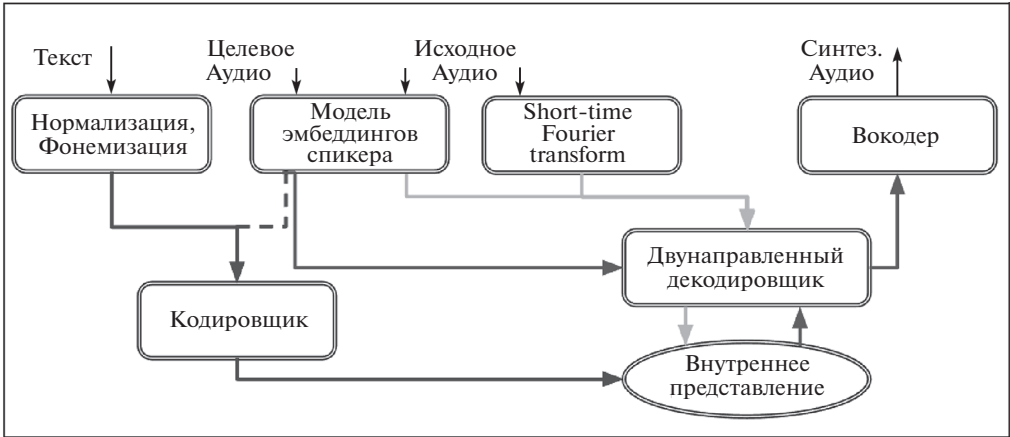 Текст
Целевое
Аудио
Исходное
Аудио
Синтез.
Аудио
Нормализация,
Фонемизация
Модель
эмбеддингов
спикера
Short-time
Fourier
transform
Вокодер
Двунаправленный
декодировщик
Кодировщик
Внутреннее
представление